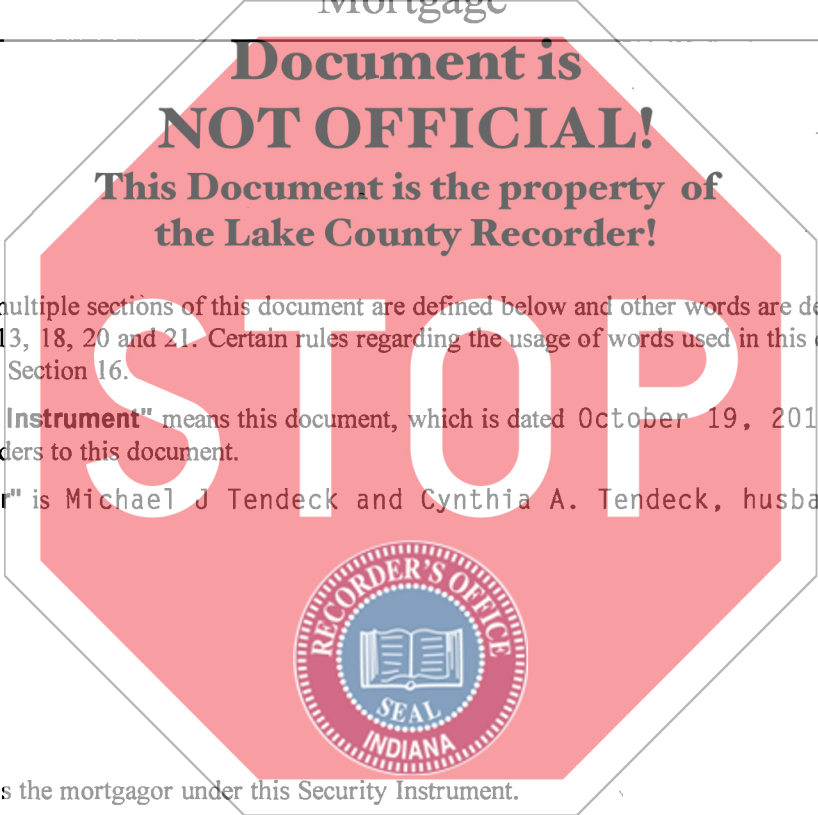 Mortgage
Document is
NOT OFFICIAL!
This Document is the property of
the Lake County Recorder!
multiple sections of this document are defined below and other words are de
13, 18, 20 and 21. Certain rules regarding the usage of words used in this
Section 16.
Instrument" means this document, which is dated October 19, 201
ders to this document.
r" is Michael J Tendeck and Cynthia A. Tendeck, husba
STOP
RECORDER'S OFFICE
SEAL
INDIANA
s the mortgagor under this Security Instrument.